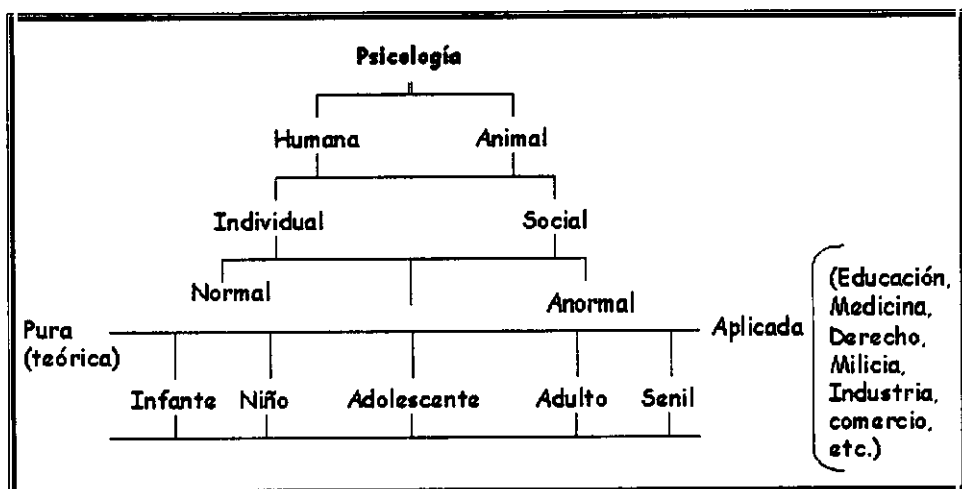 Psicología
Humana Animal
Individual Social
Normal Anormal
Pura
(teórica)
Aplicada
(Educación,
Medicina,
Derecho,
Milicia,
Industria,
comercio,
etc.)
Infante Niño Adolescente Adulto Senil